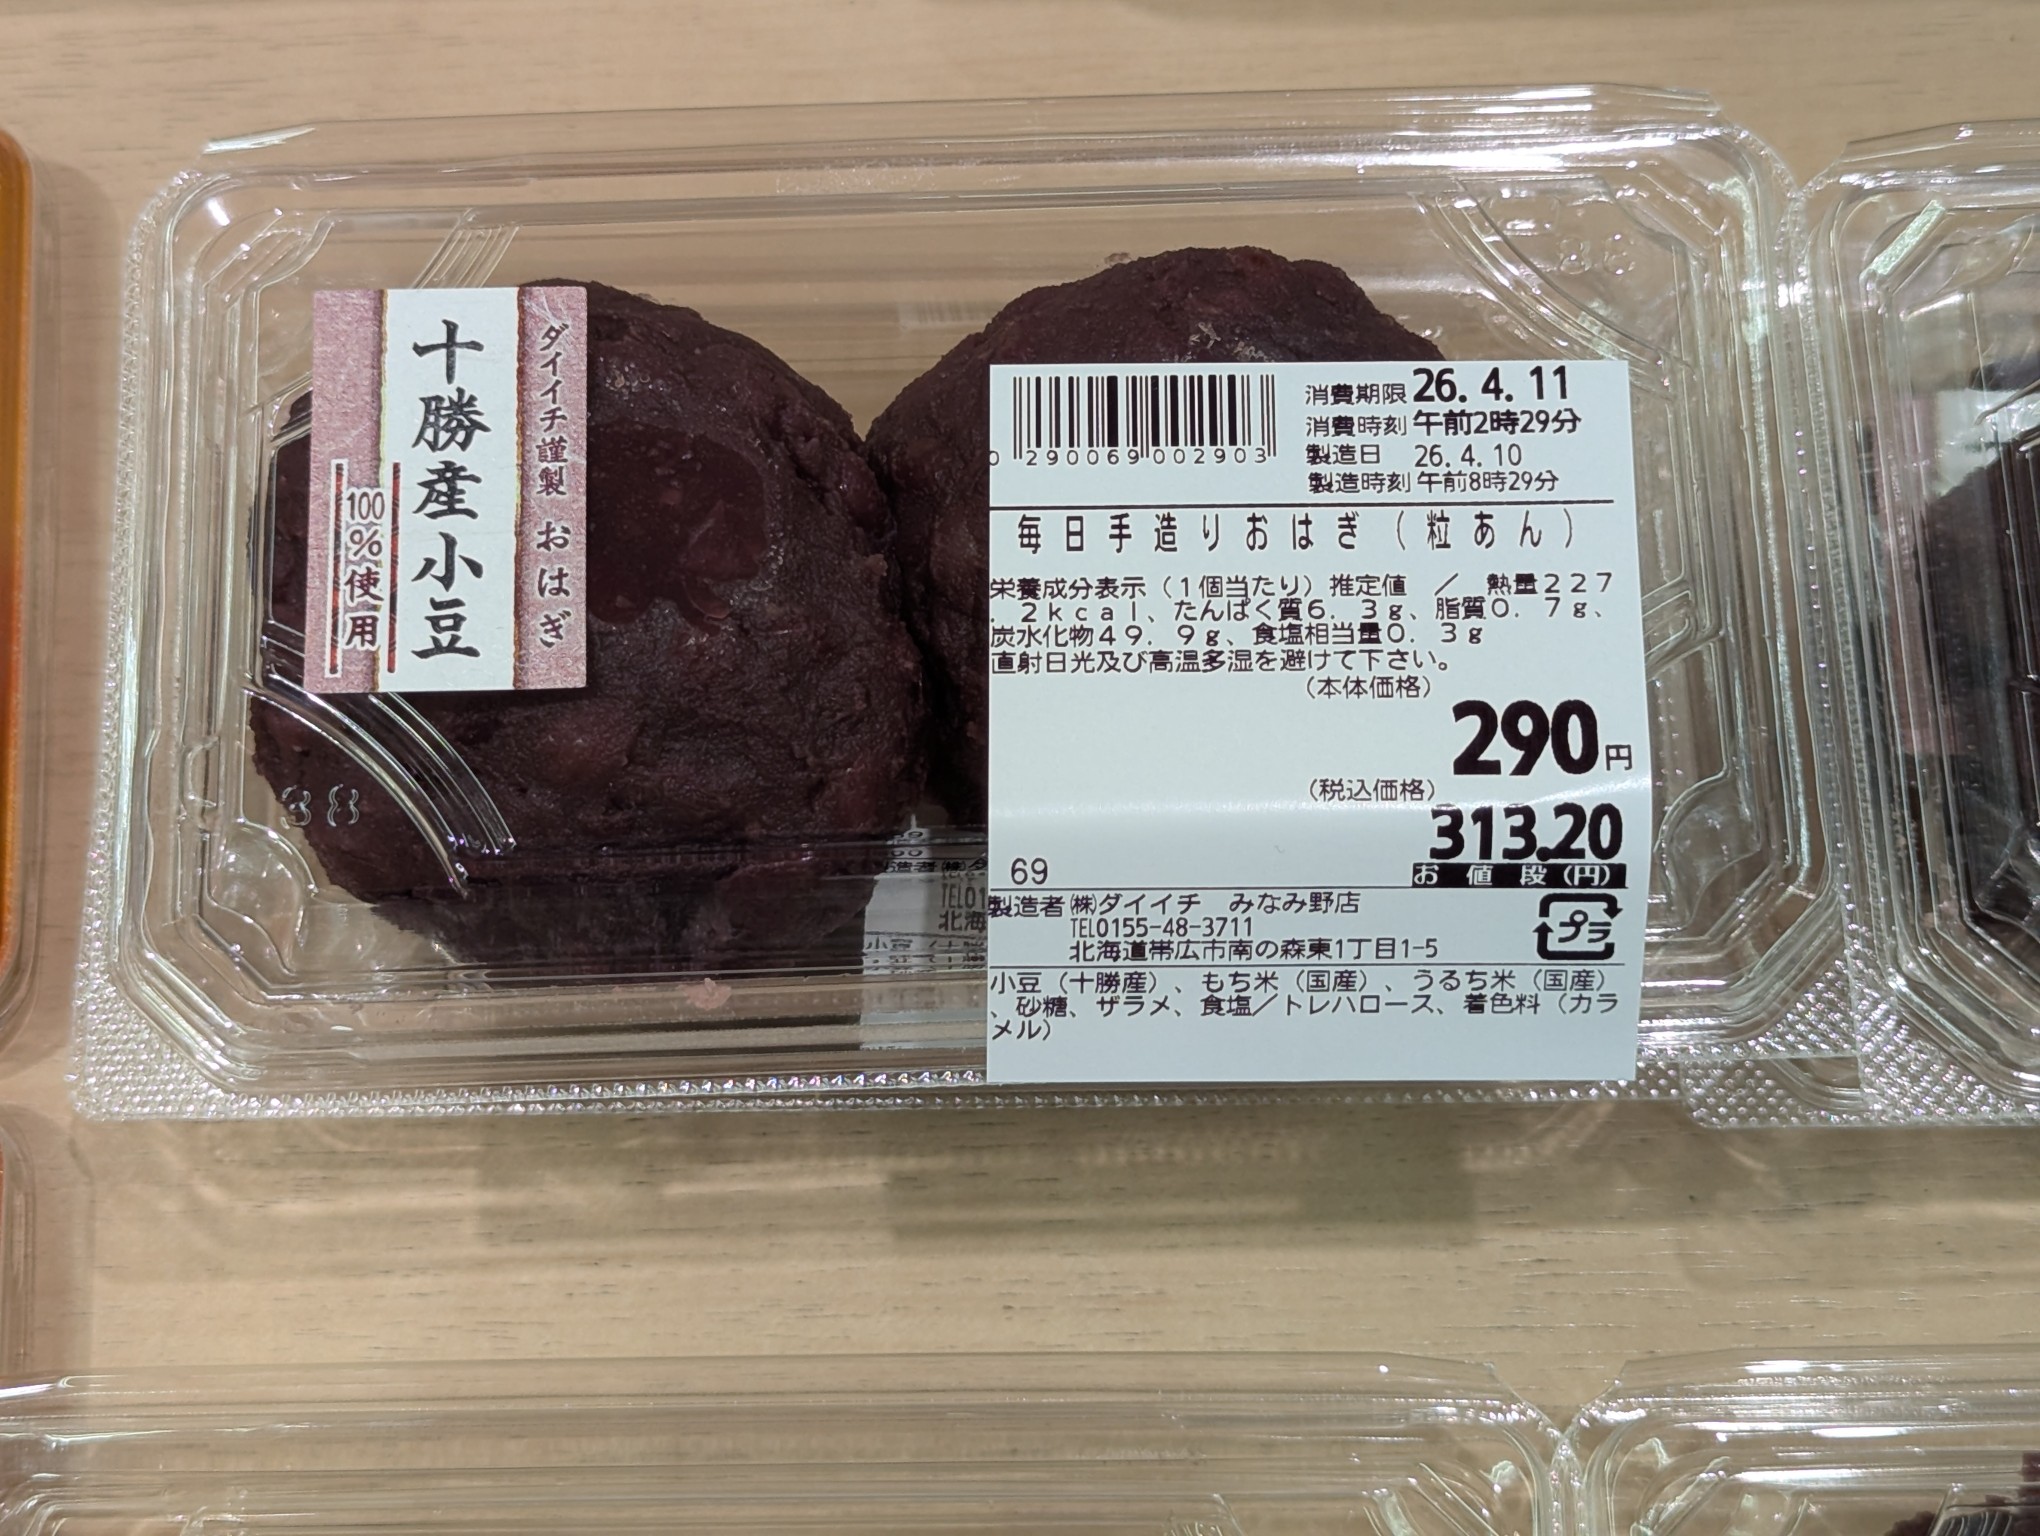 ダイイチ謹製 おはぎ
十勝産小豆
100%使用
0 290069 002903
消費期限 26.4.11
消費時刻 午前2時29分
製造日 26.4.10
製造時刻 午前8時29分
毎日手造りおはぎ(粒あん)
栄養成分表示(1個当たり)推定値 / 熱量227
.2kcal、たんぱく質6.3g、脂質0.7g、
炭水化物49.9g、食塩相当量0.3g
直射日光及び高温多湿を避けて下さい。
(本体価格)
290円
(税込価格)
313.20
お値段(円)
69
製造者 ㈱ダイイチ みなみ野店
TEL0155-48-3711
北海道帯広市南の森東1丁目1-5
プラ
小豆(十勝産)、もち米(国産)、うるち米(国産)
、砂糖、ザラメ、食塩/トレハロース、着色料(カラ
メル)